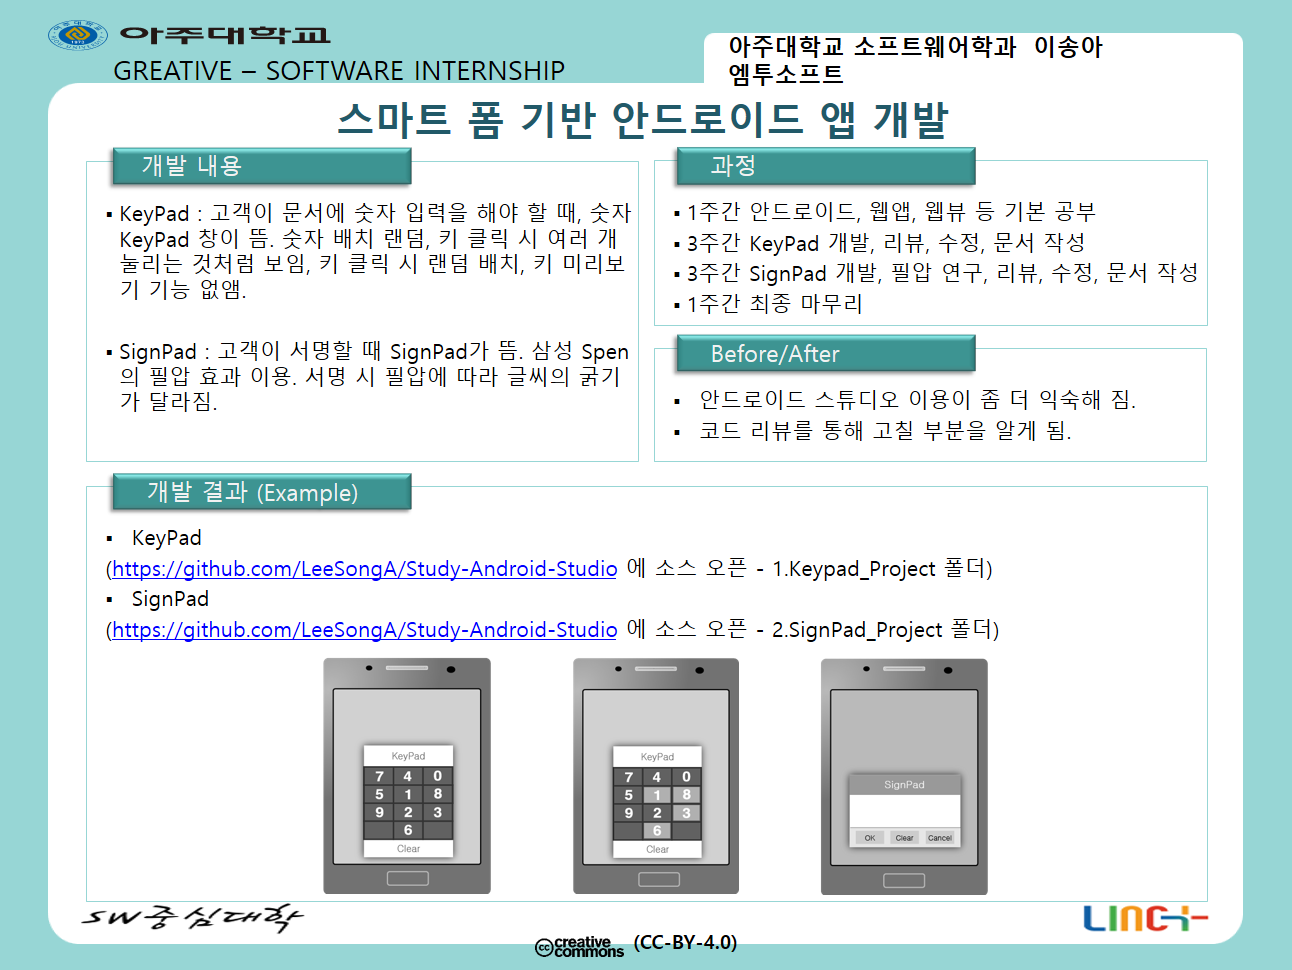 아주대학교
GREATIVE – SOFTWARE INTERNSHIP
아주대학교 소프트웨어학과 이송아
엠투소프트
스마트 폼 기반 안드로이드 앱 개발
개발 내용
▪ KeyPad : 고객이 문서에 숫자 입력을 해야 할 때, 숫자
KeyPad 창이 뜸. 숫자 배치 랜덤, 키 클릭 시 여러 개
눌리는 것처럼 보임, 키 클릭 시 랜덤 배치, 키 미리보
기 기능 없앰.
▪ SignPad : 고객이 서명할 때 SignPad가 뜸. 삼성 Spen
의 필압 효과 이용. 서명 시 필압에 따라 글씨의 굵기
가 달라짐.
과정
▪ 1주간 안드로이드, 웹앱, 웹뷰 등 기본 공부
▪ 3주간 KeyPad 개발, 리뷰, 수정, 문서 작성
▪ 3주간 SignPad 개발, 필압 연구, 리뷰, 수정, 문서 작성
▪ 1주간 최종 마무리
Before/After
▪ 안드로이드 스튜디오 이용이 좀 더 익숙해 짐.
▪ 코드 리뷰를 통해 고칠 부분을 알게 됨.
개발 결과 (Example)
▪ KeyPad
(https://github.com/LeeSongA/Study-Android-Studio 에 소스 오픈 - 1.Keypad_Project 폴더)
▪ SignPad
(https://github.com/LeeSongA/Study-Android-Studio 에 소스 오픈 - 2.SignPad_Project 폴더)
KeyPad
7 4 0
5 1 8
9 2 3
6
Clear
KeyPad
7 4 0
5 1 8
9 2 3
6
Clear
SignPad
OK Clear Cancel
SW중심대학
LINC+
cc creative
commons
(CC-BY-4.0)